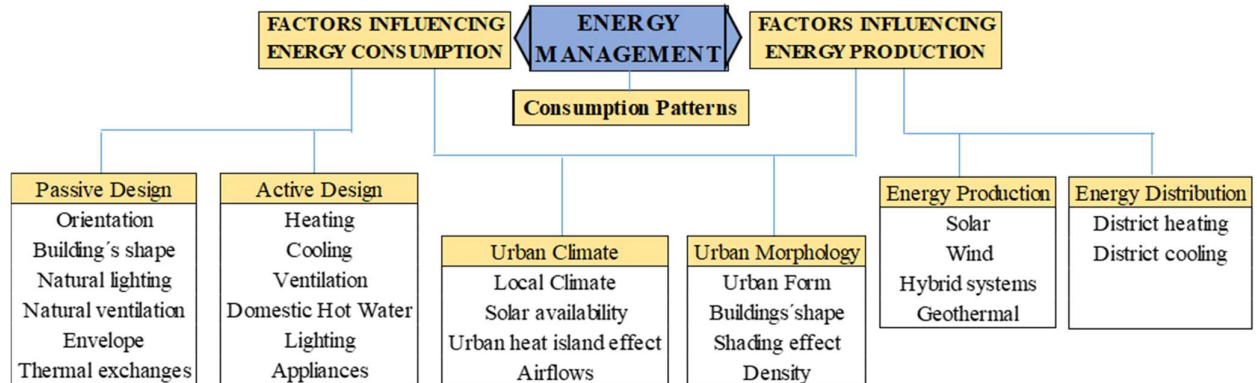 FACTORS INFLUENCING
ENERGY CONSUMPTION
ENERGY
MANAGEMENT
FACTORS INFLUENCING
ENERGY PRODUCTION
Consumption Patterns
Passive Design
Orientation
Building´s shape
Natural lighting
Natural ventilation
Envelope
Thermal exchanges
Active Design
Heating
Cooling
Ventilation
Domestic Hot Water
Lighting
Appliances
Urban Climate
Local Climate
Solar availability
Urban heat island effect
Airflows
Urban Morphology
Urban Form
Buildings´shape
Shading effect
Density
Energy Production
Solar
Wind
Hybrid systems
Geothermal
Energy Distribution
District heating
District cooling